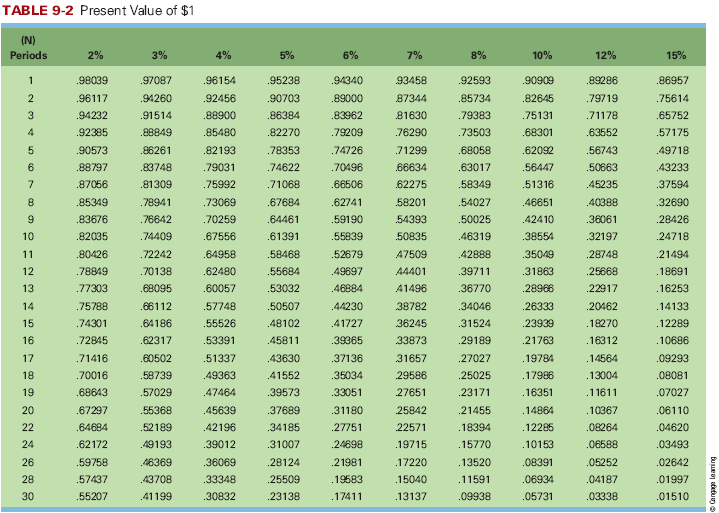 TABLE 9-2 Present Value of $1
(N)
Periods 2% 3% 4% 5% 6% 7% 8% 10% 12% 15%
1 .98039 .97087 .96154 .95238 .94340 .93458 .92593 .90909 .89286 .86957
2 .96117 .94260 .92456 .90703 .89000 .87344 .85734 .82645 .79719 .75614
3 .94232 .91514 .88900 .86384 .83962 .81630 .79383 .75131 .71178 .65752
4 .92385 .88849 .85480 .82270 .79209 .76290 .73503 .68301 .63552 .57175
5 .90573 .86261 .82193 .78353 .74726 .71299 .68058 .62092 .56743 .49718
6 .88797 .83748 .79031 .74622 .70496 .66634 .63017 .56447 .50663 .43233
7 .87056 .81309 .75992 .71068 .66506 .62275 .58349 .51316 .45235 .37594
8 .85349 .78941 .73069 .67684 .62741 .58201 .54027 .46651 .40388 .32690
9 .83676 .76642 .70259 .64461 .59190 .54393 .50025 .42410 .36061 .28426
10 .82035 .74409 .67556 .61391 .55839 .50835 .46319 .38554 .32197 .24718
11 .80426 .72242 .64958 .58468 .52679 .47509 .42888 .35049 .28748 .21494
12 .78849 .70138 .62480 .55684 .49697 .44401 .39711 .31863 .25668 .18691
13 .77303 .68095 .60057 .53032 .46884 .41496 .36770 .28966 .22917 .16253
14 .75788 .66112 .57748 .50507 .44230 .38782 .34046 .26333 .20462 .14133
15 .74301 .64186 .55526 .48102 .41727 .36245 .31524 .23939 .18270 .12289
16 .72845 .62317 .53391 .45811 .39365 .33873 .29189 .21763 .16312 .10686
17 .71416 .60502 .51337 .43630 .37136 .31657 .27027 .19784 .14564 .09293
18 .70016 .58739 .49363 .41552 .35034 .29586 .25025 .17986 .13004 .08081
19 .68643 .57029 .47464 .39573 .33051 .27651 .23171 .16351 .11611 .07027
20 .67297 .55368 .45639 .37689 .31180 .25842 .21455 .14864 .10367 .06110
22 .64684 .52189 .42196 .34185 .27751 .22571 .18394 .12285 .08264 .04620
24 .62172 .49193 .39012 .31007 .24698 .19715 .15770 .10153 .06588 .03493
26 .59758 .46369 .36069 .28124 .21981 .17220 .13520 .08391 .05252 .02642
28 .57437 .43708 .33348 .25509 .19583 .15040 .11591 .06934 .04187 .01997
30 .55207 .41199 .30832 .23138 .17411 .13137 .09938 .05731 .03338 .01510
© Cengage Learning